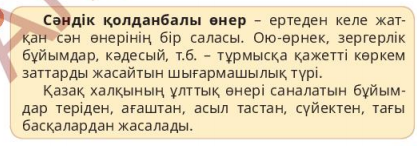 Сәндік қолданбалы өнер – ертеден келе жат-
қан сән өнерінің бір саласы. Ою-өрнек, зергерлік
бұйымдар, кәдесый, т.б. – тұрмысқа қажетті көркем
заттарды жасайтын шығармашылық түрі.
Қазақ халқының ұлттық өнері саналатын бұйым-
дар теріден, ағаштан, асыл тастан, сүйектен, тағы
басқалардан жасалады.